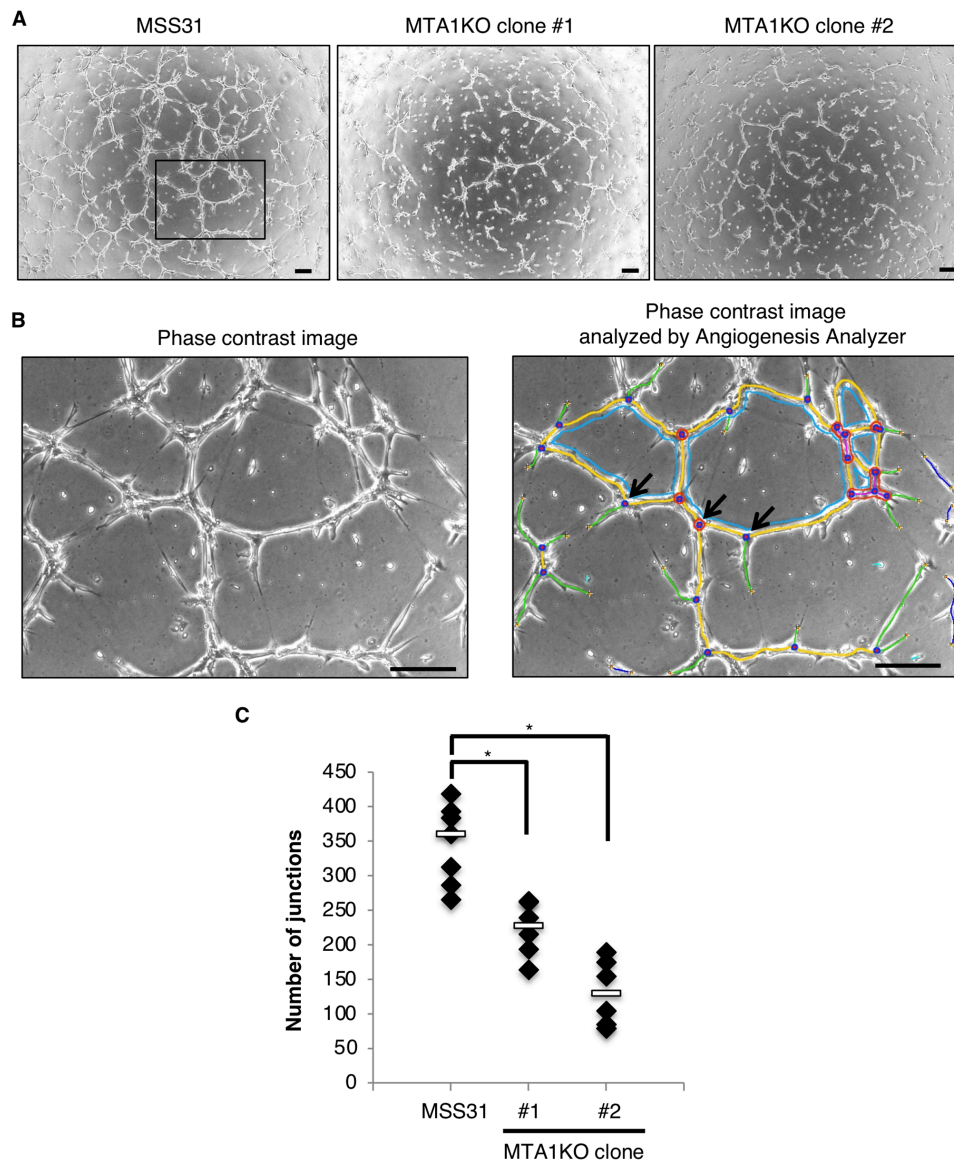 A
MSS31
MTA1KO clone #1
MTA1KO clone #2
B
Phase contrast image
Phase contrast image
analyzed by Angiogenesis Analyzer
C
*
*
Number of junctions
450
400
350
300
250
200
150
100
50
0
MSS31
#1
#2
MTA1KO clone